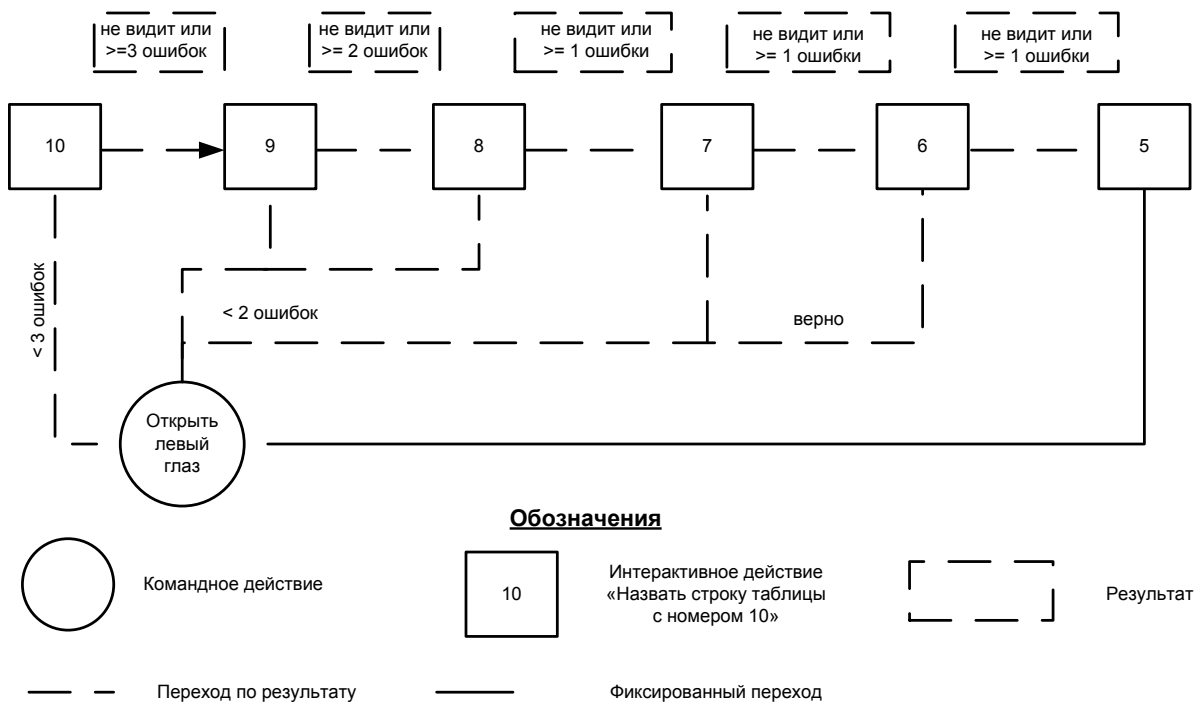 не видит или
>=3 ошибок
не видит или
>= 2 ошибок
не видит или
>= 1 ошибки
не видит или
>= 1 ошибки
не видит или
>= 1 ошибки
10
9
8
7
6
5
< 3 ошибок
< 2 ошибок
верно
Открыть
левый
глаз
Обозначения
Командное действие
10
Интерактивное действие
«Назвать строку таблицы
с номером 10»
Результат
Переход по результату
Фиксированный переход